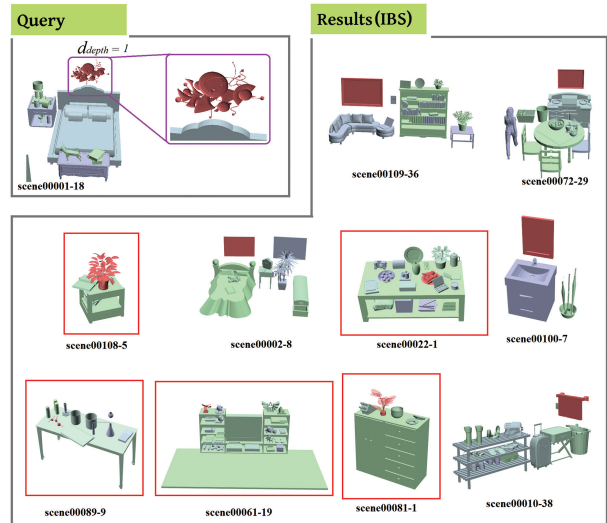 Query
Results (IBS)
d_depth = 1
scene00001-18
scene00109-36
scene00072-29
scene00108-5
scene00002-8
scene00022-1
scene00100-7
scene00089-9
scene00061-19
scene00081-1
scene00010-38